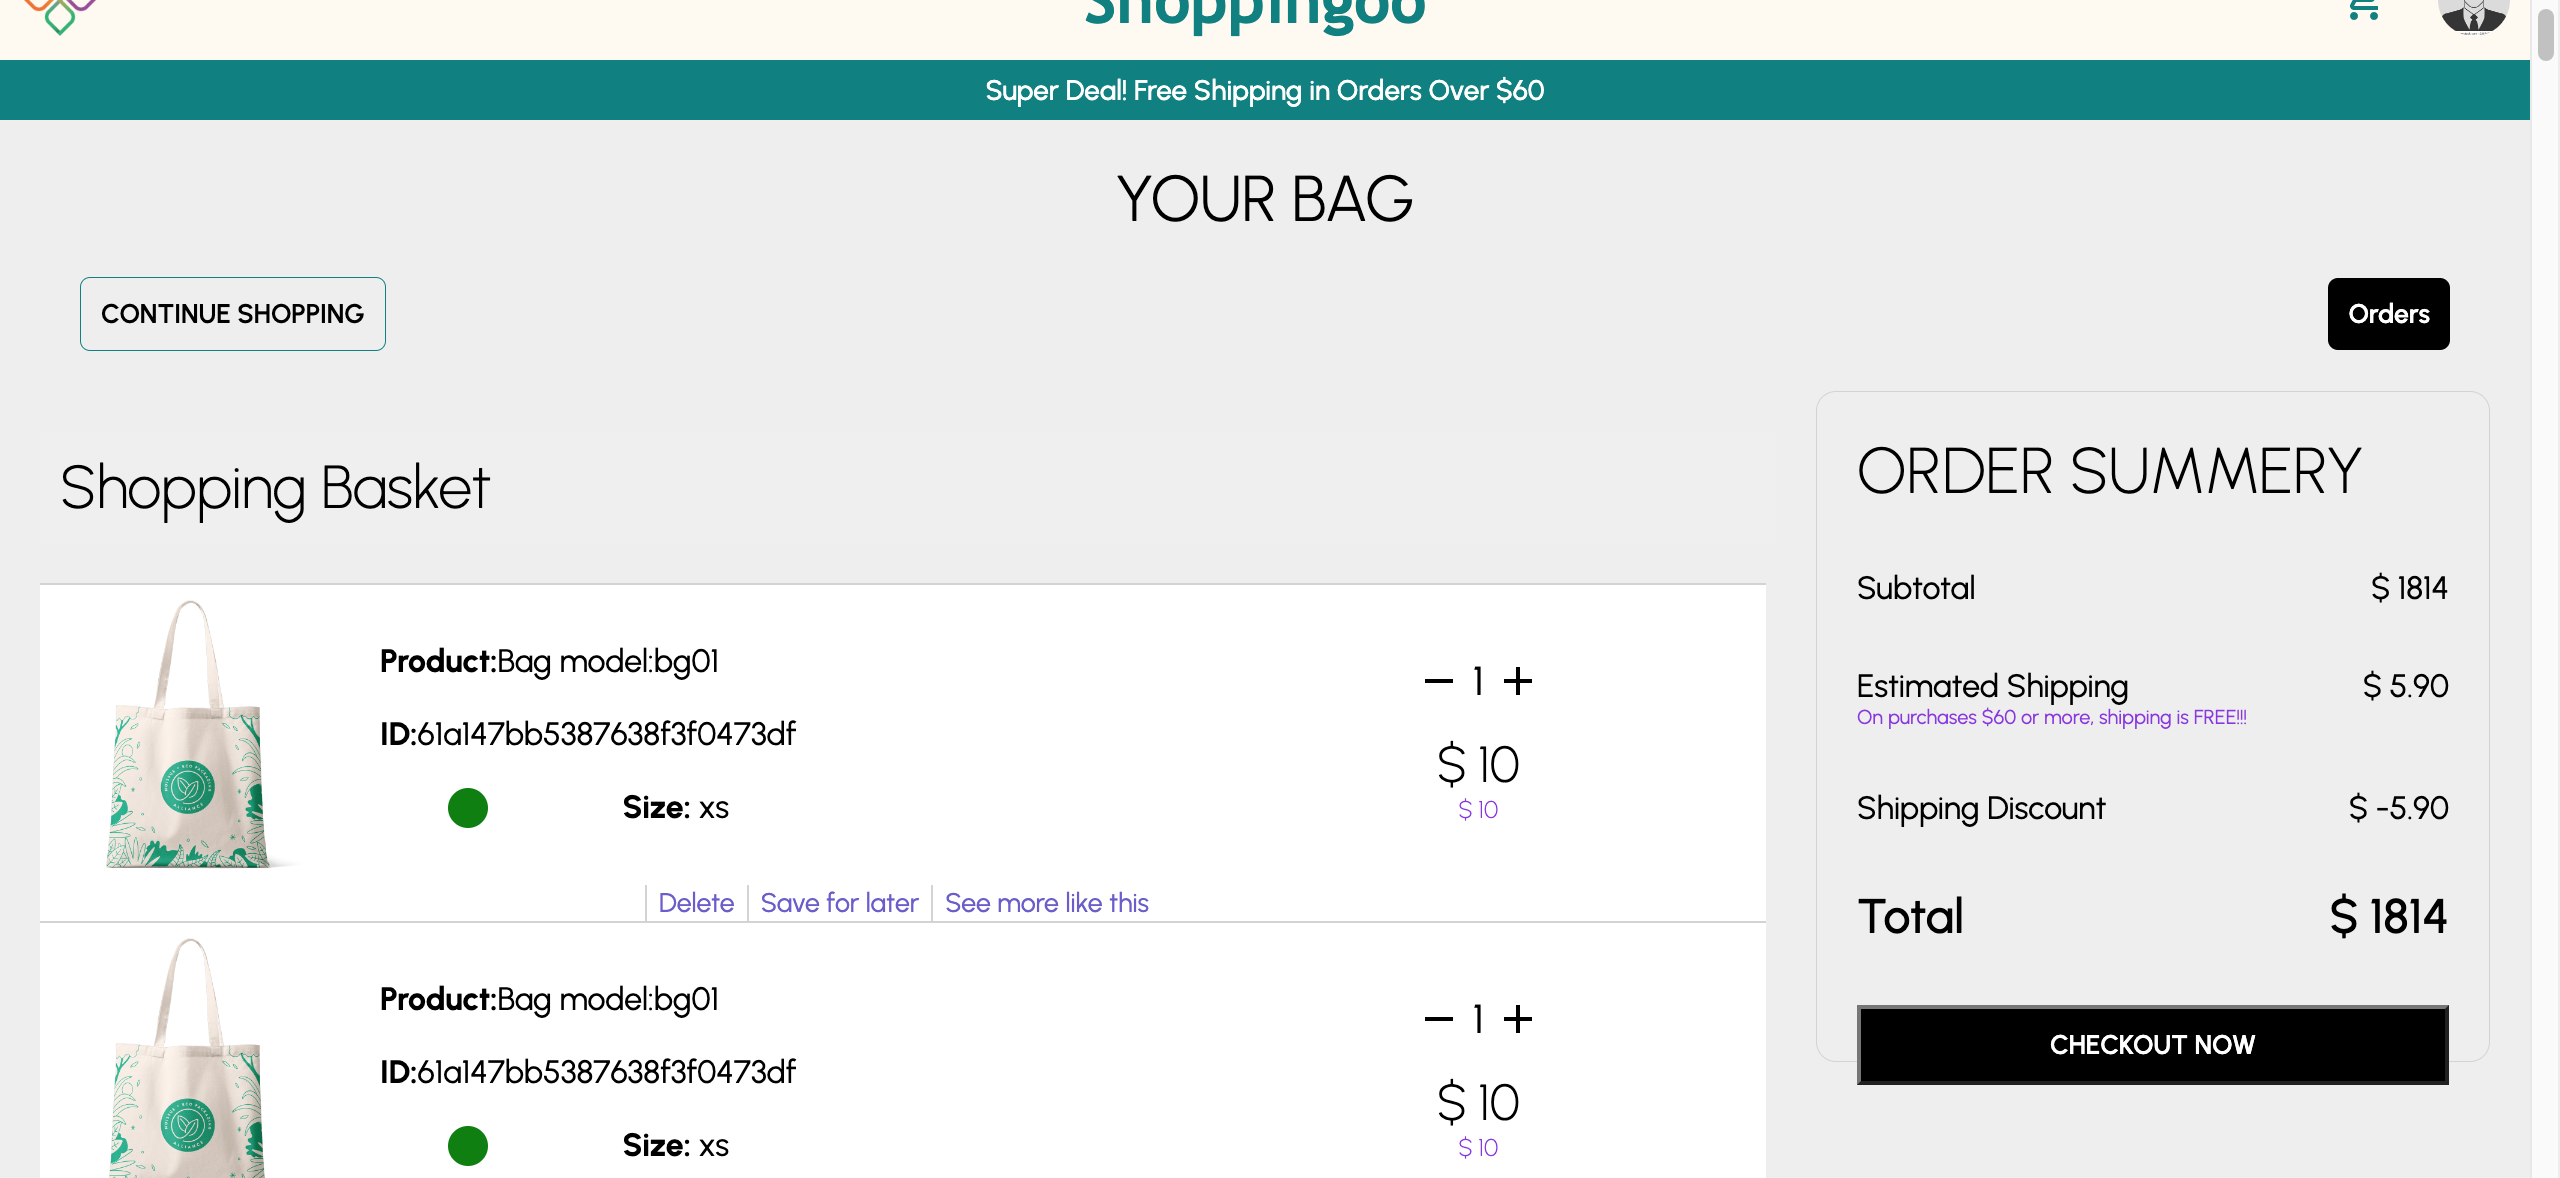 Shoppingoo
Super Deal! Free Shipping in Orders Over $60
YOUR BAG
CONTINUE SHOPPING
Orders
Shopping Basket
Product:Bag model:bg01
ID:61a147bb5387638f3f0473df
Size: xs
- 1 +
$ 10
$ 10
Delete
Save for later
See more like this
Product:Bag model:bg01
ID:61a147bb5387638f3f0473df
Size: xs
- 1 +
$ 10
$ 10
ORDER SUMMERY
Subtotal $ 1814
Estimated Shipping $ 5.90
On purchases $60 or more, shipping is FREE!!!
Shipping Discount $ -5.90
Total $ 1814
CHECKOUT NOW